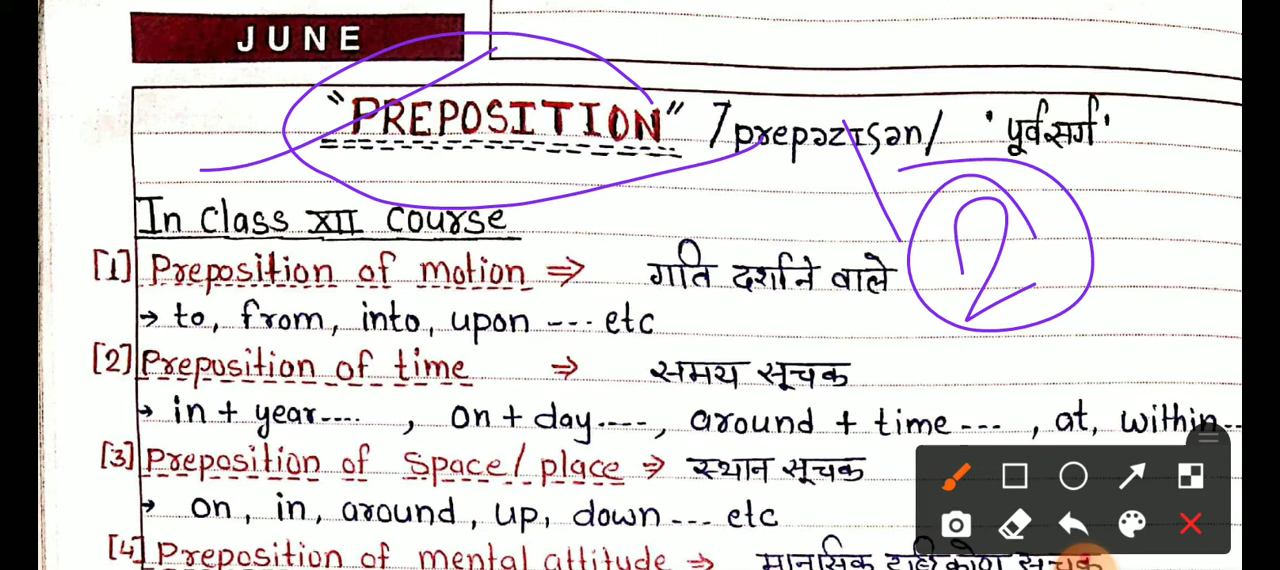 JUNE
"PREPOSITION" /prepəzɪʂən/ 'पूर्वसर्ग'
2
In Class XII Course
[1] Preposition of motion ⇒ गति दर्शाने वाले
→ to, from, into, upon --- etc
[2] Preposition of time ⇒ समय सूचक
→ in + year...., on + day----, around + time ---, at, within--
[3] Preposition of Space/place ⇒ स्थान सूचक
→ on, in, around, up, down --- etc
[4] Preposition of mental attitude ⇒ मानसिक सूचक